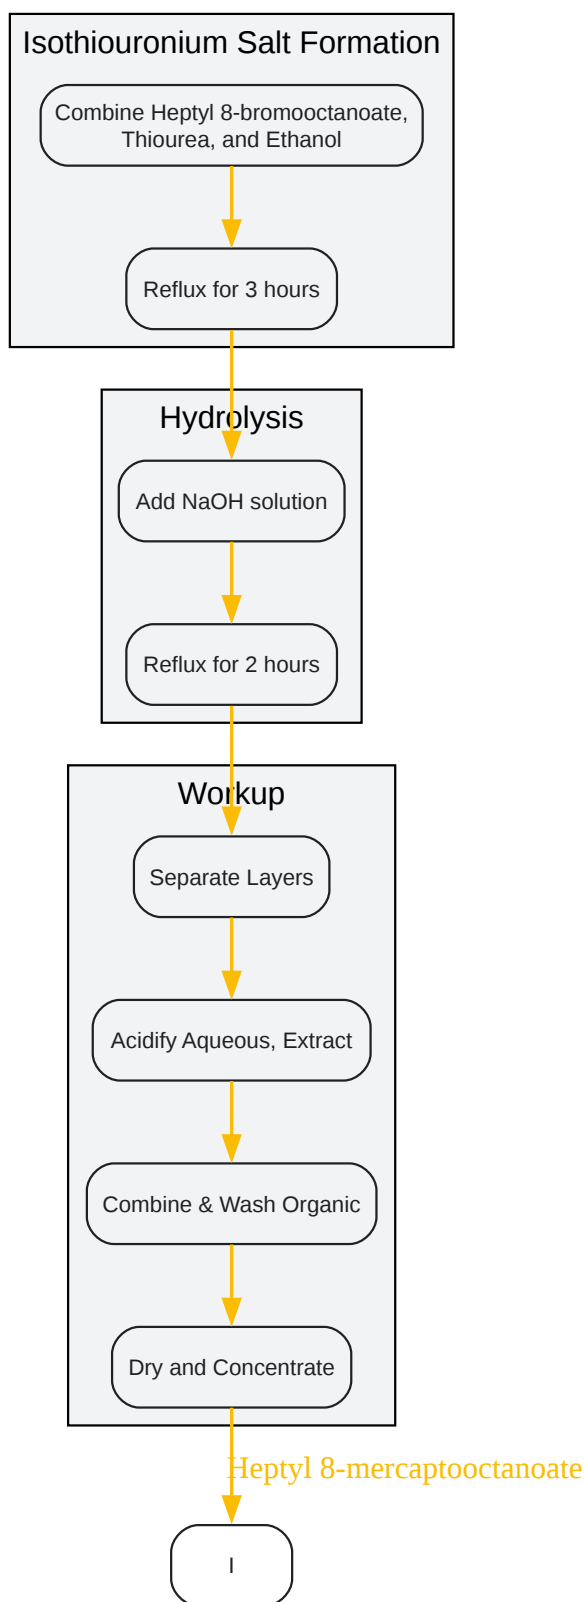 Isothiouronium Salt Formation
Combine Heptyl 8-bromooctanoate,
Thiourea, and Ethanol
Reflux for 3 hours
Hydrolysis
Add NaOH solution
Reflux for 2 hours
Workup
Separate Layers
Acidify Aqueous, Extract
Combine & Wash Organic
Dry and Concentrate
Heptyl 8-mercaptooctanoate
I